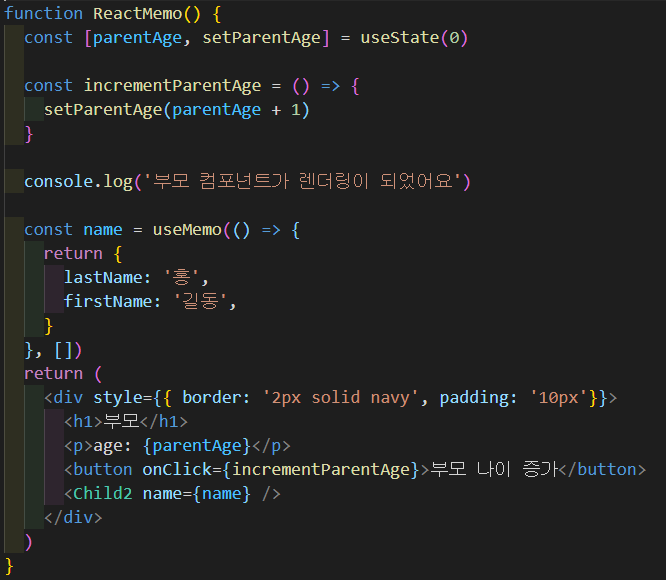 function ReactMemo() {
  const [parentAge, setParentAge] = useState(0)

  const incrementParentAge = () => {
    setParentAge(parentAge + 1)
  }

  console.log('부모 컴포넌트가 렌더링이 되었어요')

  const name = useMemo(() => {
    return {
      lastName: '홍',
      firstName: '길동',
    }
  }, [])
  return (
    <div style={{ border: '2px solid navy', padding: '10px'}}>
      <h1>부모</h1>
      <p>age: {parentAge}</p>
      <button onClick={incrementParentAge}>부모 나이 증가</button>
      <Child2 name={name} />
    </div>
  )
}